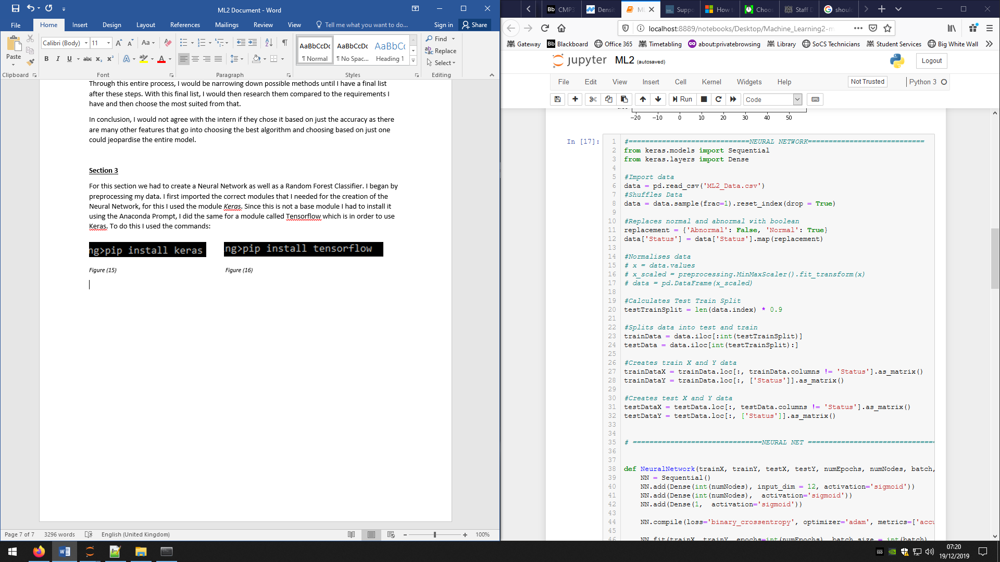 ML2 Document - Word
File Home Insert Design Layout References Mailings Review View Tell me what you want to do... Sign in Share
Paste
Calibri (Body) 11
Find
Replace
Select
AaBbCcDc AaBbCcDc AaBbCc
¶ Normal ¶ No Spac... Heading 1
Clipboard Font Paragraph Styles Editing
Through this entire process, I would be narrowing down possible methods until I have a final list
after these steps. With this final list, I would then research them compared to the requirements I
have and then choose the most suited from that.
In conclusion, I would not agree with the intern if they chose it based on just the accuracy as there
are many other features that go into choosing the best algorithm and choosing based on just one
could jeopardise the entire model.
Section 3
For this section we had to create a Neural Network as well as a Random Forest Classifier. I began by
preprocessing my data. I first imported the correct modules that I needed for the creation of the
Neural Network, for this I used the module Keras. Since this is not a base module I had to install it
using the Anaconda Prompt, I did the same for a module called Tensorflow which is in order to use
Keras. To do this I used the commands:
ng>pip install keras
ng>pip install tensorflow
Figure (15)
Figure (16)
Page 7 of 7 3296 words English (United Kingdom) 100%
CMP3 Densit ML Suppo How t Choos Staff D shoul
localhost:8889/notebooks/Desktop/Machine_Learning2-m
Gateway Blackboard Office 365 Timetabling about:privatebrowsing Library SoCS Technicians Student Services Big White Wall
jupyter ML2 (autosaved) Logout
File Edit View Insert Cell Kernel Widgets Help Not Trusted Python 3
Run Code
−20 −10 0 10 20 30 40 50
In [17]:
1 #=============================NEURAL NETWORK============================
2 from keras.models import Sequential
3 from keras.layers import Dense
4
5 #Import data
6 data = pd.read_csv('ML2_Data.csv')
7 #Shuffles Data
8 data = data.sample(frac=1).reset_index(drop = True)
9
10 #Replaces normal and abnormal with boolean
11 replacement = {'Abnormal': False, 'Normal': True}
12 data['Status'] = data['Status'].map(replacement)
13
14 #Normalises data
15 # x = data.values
16 # x_scaled = preprocessing.MinMaxScaler().fit_transform(x)
17 # data = pd.DataFrame(x_scaled)
18
19 #Calculates Test Train Split
20 testTrainSplit = len(data.index) * 0.9
21
22 #Splits data into test and train
23 trainData = data.iloc[:int(testTrainSplit)]
24 testData = data.iloc[int(testTrainSplit):]
25
26 #Creates train X and Y data
27 trainDataX = trainData.loc[:, trainData.columns != 'Status'].as_matrix()
28 trainDataY = trainData.loc[:, ['Status']].as_matrix()
29
30 #Creates test X and Y data
31 testDataX = testData.loc[:, testData.columns != 'Status'].as_matrix()
32 testDataY = testData.loc[:, ['Status']].as_matrix()
33
34
35 # ===============================NEURAL NET ===============================
36
37
38 def NeuralNetwork(trainX, trainY, testX, testY, numEpochs, numNodes, batch,
39 NN = Sequential()
40 NN.add(Dense(int(numNodes), input_dim = 12, activation='sigmoid'))
41 NN.add(Dense(int(numNodes), activation='sigmoid'))
42 NN.add(Dense(1, activation='sigmoid'))
43
44 NN.compile(loss='binary_crossentropy', optimizer='adam', metrics=['accu
45
46 NN.fit(trainX, trainY, epochs=int(numEpochs), batch_size = int(batch)
07:20
19/12/2019